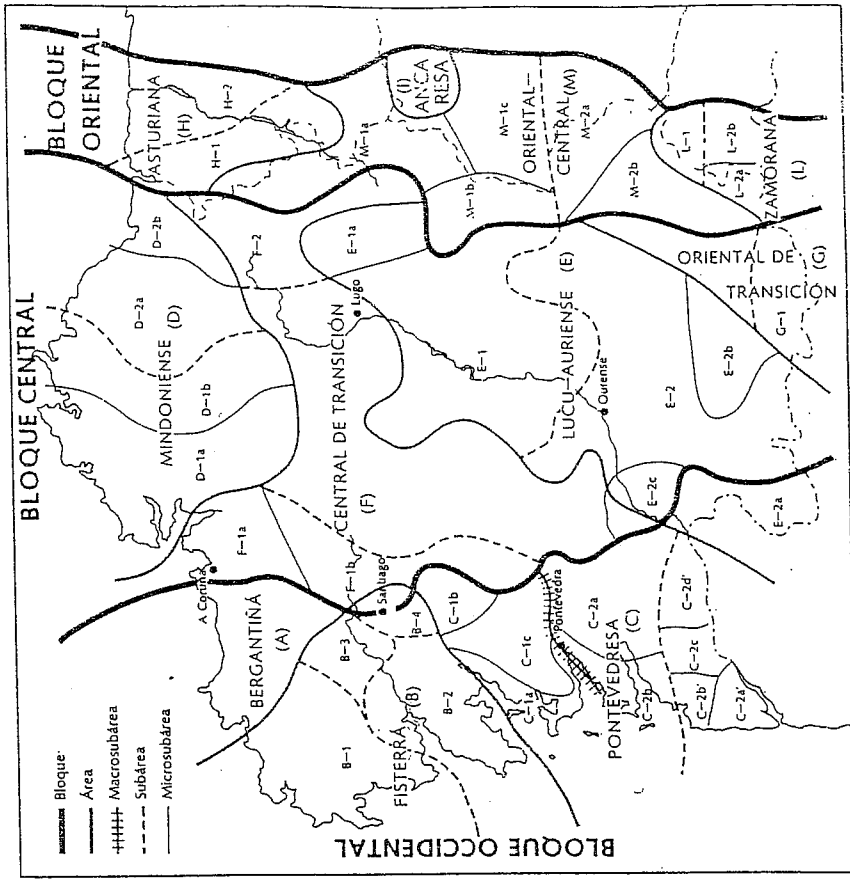 BLOQUE CENTRAL
BLOQUE
ORIENTAL
BLOQUE OCCIDENTAL
Bloque
Área
Macrosubárea
Subárea
Microsubárea
A Coruña
BERGANTIÑÁ
(A)
F-1a
D-1a
D-1b
MINDONIENSE (D)
D-2a
D-2b
ASTURIANA
(H)
H-1
H-2
F-2
M-1a
(I)
ANCA
RESA
B-1
FISTERRA
(B)
B-3
B-2
B-4
Santiago
F-1b
CENTRAL DE TRANSICIÓN
(F)
Lugo
E-1a
E-1
M-1b
M-1c
ORIENTAL-
CENTRAL (M)
M-2a
C-1a
C-1b
C-1c
Pontevedra
PONTEVEDRESA
(C)
C-2a
C-2b
LUCU-AURIENSE (E)
Ourense
M-2b
L-1
L-2a
L-2b
ZAMORANA
(L)
E-2
E-2b
E-2c
E-2a
ORIENTAL DE
TRANSICIÓN
(G)
G-1
C-2b'
C-2a'
C-2c
C-2d'